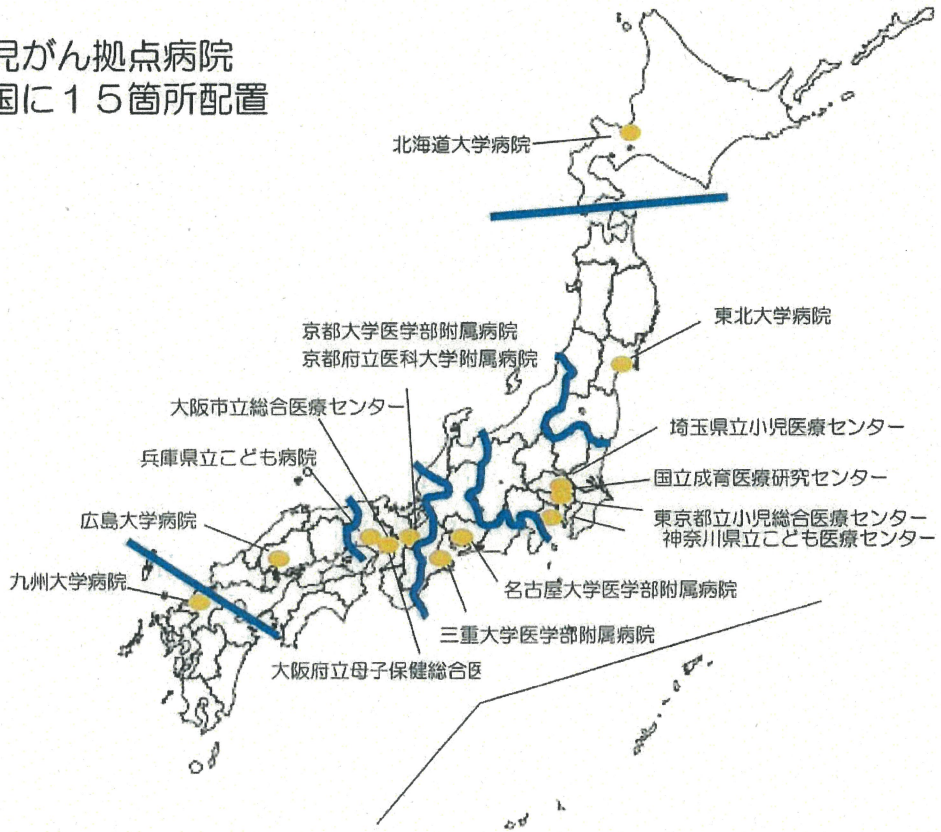 児がん拠点病院
国に15箇所配置
北海道大学病院
東北大学病院
京都大学医学部附属病院
京都府立医科大学附属病院
大阪市立総合医療センター
兵庫県立こども病院
広島大学病院
九州大学病院
埼玉県立小児医療センター
国立成育医療研究センター
東京都立小児総合医療センター
神奈川県立こども医療センター
名古屋大学医学部附属病院
三重大学医学部附属病院
大阪府立母子保健総合医